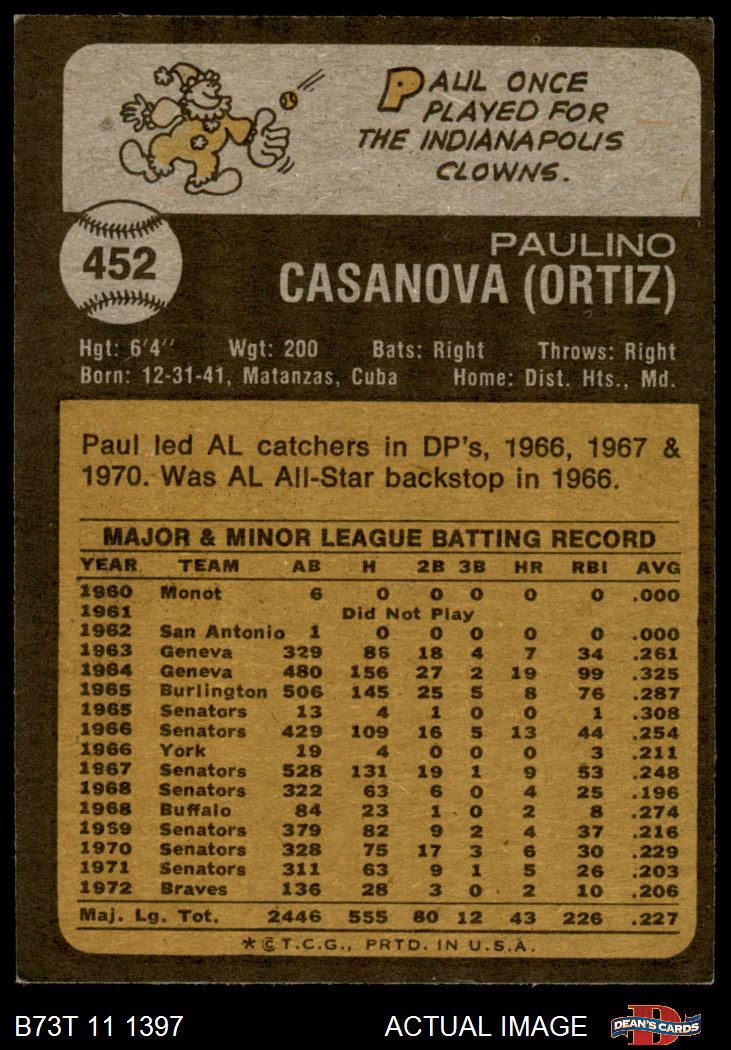 PAUL ONCE
PLAYED FOR
THE INDIANAPOLIS
CLOWNS.
452
PAULINO
CASANOVA (ORTIZ)
Hgt: 6'4" Wgt: 200 Bats: Right Throws: Right
Born: 12-31-41, Matanzas, Cuba Home: Dist. Hts., Md.
Paul led AL catchers in DP's, 1966, 1967 &
1970. Was AL All-Star backstop in 1966.
MAJOR & MINOR LEAGUE BATTING RECORD
YEAR TEAM AB H 2B 3B HR RBI AVG
1960 Monot 6 0 0 0 0 0 .000
1961 Did Not Play
1962 San Antonio 1 0 0 0 0 0 .000
1963 Geneva 329 86 18 4 7 34 .261
1964 Geneva 480 156 27 2 19 99 .325
1965 Burlington 506 145 25 5 8 76 .287
1965 Senators 13 4 1 0 0 1 .308
1966 Senators 429 109 16 5 13 44 .254
1966 York 19 4 0 0 0 3 .211
1967 Senators 528 131 19 1 9 53 .248
1968 Senators 322 63 6 0 4 25 .196
1968 Buffalo 84 23 1 0 2 8 .274
1969 Senators 379 82 9 2 4 37 .216
1970 Senators 328 75 17 3 6 30 .229
1971 Senators 311 63 9 1 5 26 .203
1972 Braves 136 28 3 0 2 10 .206
Maj. Lg. Tot. 2446 555 80 12 43 226 .227
*© T.C.G., PRTD. IN U.S.A.
B73T 11 1397 ACTUAL IMAGE
D
DEAN'S CARDS